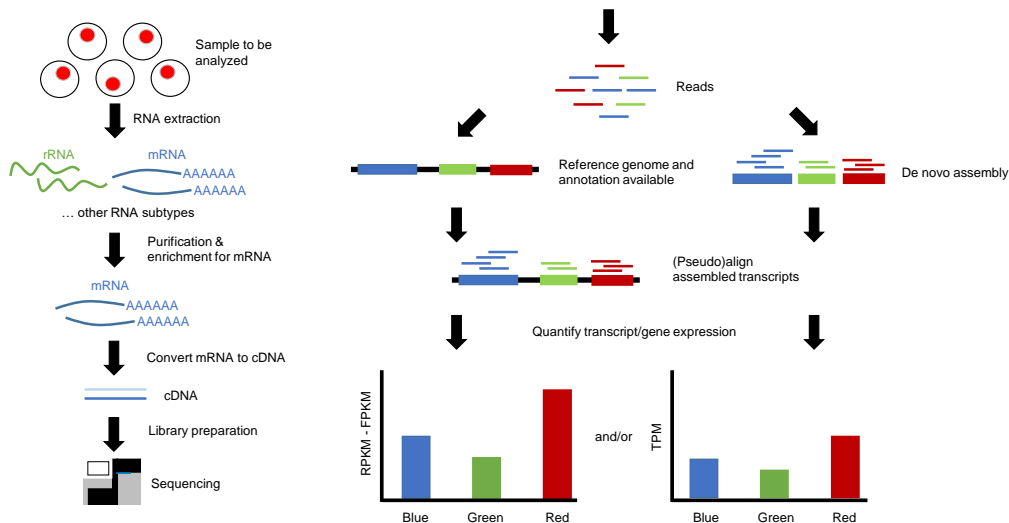 Sample to be
analyzed
RNA extraction
rRNA
mRNA
AAAAAA
AAAAAA
... other RNA subtypes
Purification &
enrichment for mRNA
mRNA
AAAAAA
AAAAAA
Convert mRNA to cDNA
cDNA
Library preparation
Sequencing
Reads
Reference genome and
annotation available
De novo assembly
(Pseudo)align
assembled transcripts
Quantify transcript/gene expression
RPKM - FPKM
Blue
Green
Red
and/or
TPM
Blue
Green
Red